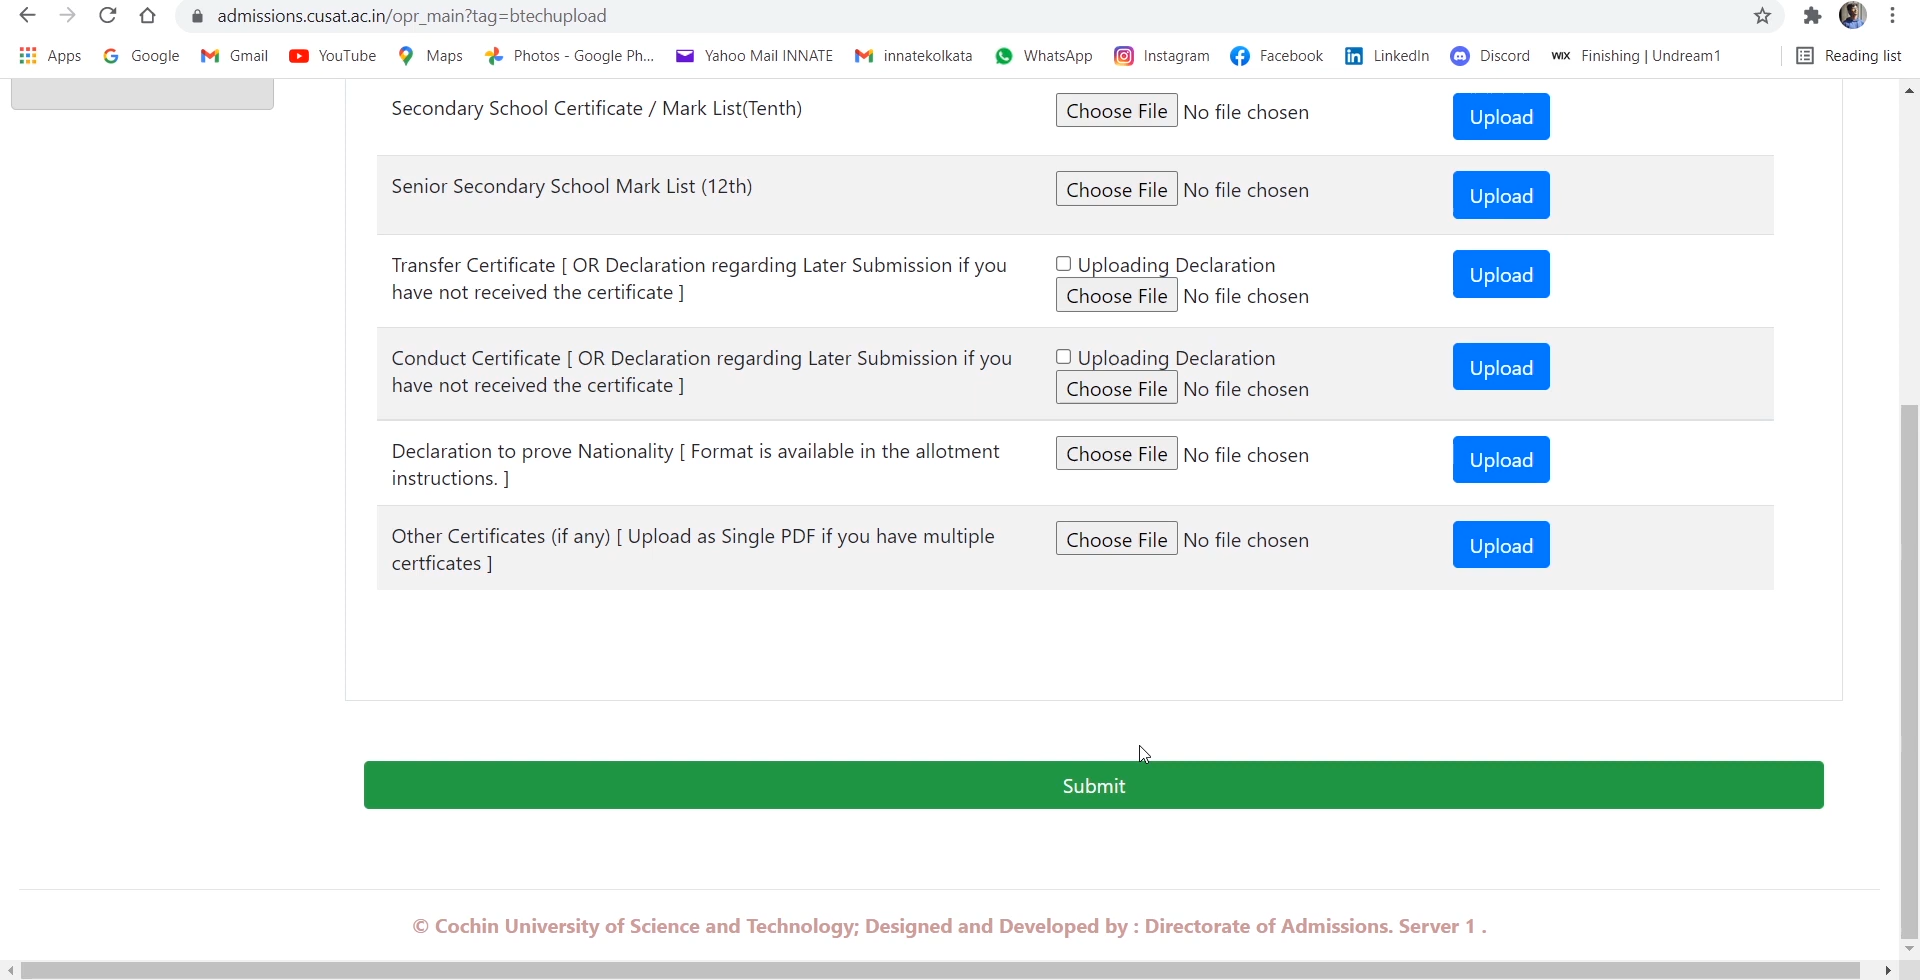 admissions.cusat.ac.in/opr_main?tag=btechupload
Apps Google Gmail YouTube Maps Photos - Google Ph... Yahoo Mail INNATE innatekolkata WhatsApp Instagram Facebook LinkedIn Discord WIX Finishing | Undream1 Reading list
Secondary School Certificate / Mark List(Tenth) Choose File No file chosen Upload
Senior Secondary School Mark List (12th) Choose File No file chosen Upload
Transfer Certificate [ OR Declaration regarding Later Submission if you Uploading Declaration Upload
have not received the certificate ] Choose File No file chosen
Conduct Certificate [ OR Declaration regarding Later Submission if you Uploading Declaration Upload
have not received the certificate ] Choose File No file chosen
Declaration to prove Nationality [ Format is available in the allotment Choose File No file chosen Upload
instructions. ]
Other Certificates (if any) [ Upload as Single PDF if you have multiple Choose File No file chosen Upload
certficates ]
Submit
© Cochin University of Science and Technology; Designed and Developed by : Directorate of Admissions. Server 1 .